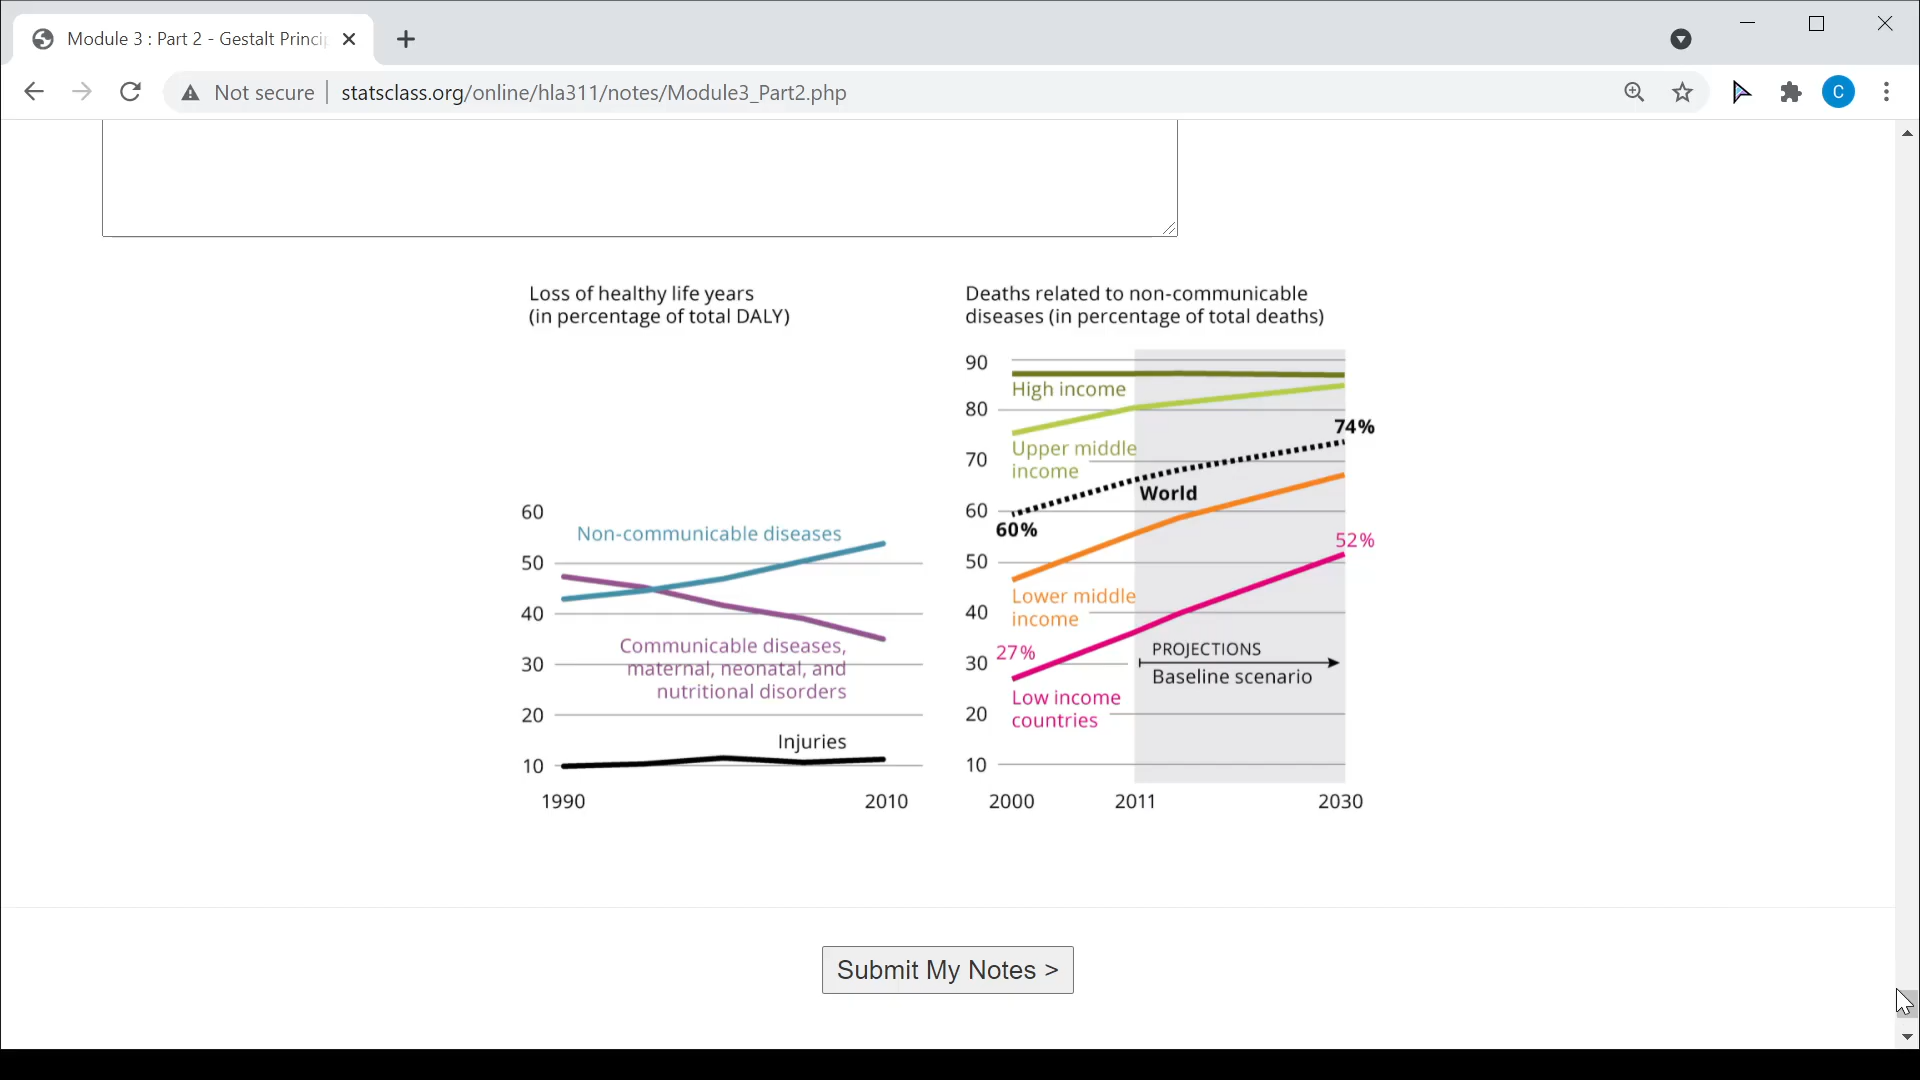 Module 3 : Part 2 - Gestalt Princi
Not secure
statsclass.org/online/hla311/notes/Module3_Part2.php
C
Loss of healthy life years
(in percentage of total DALY)
60
50
40
30
20
10
Non-communicable diseases
Communicable diseases,
maternal, neonatal, and
nutritional disorders
Injuries
1990
2010
Deaths related to non-communicable
diseases (in percentage of total deaths)
90
80
70
60
50
40
30
20
10
High income
Upper middle
income
74%
World
60%
52%
Lower middle
income
27%
PROJECTIONS
Baseline scenario
Low income
countries
2000
2011
2030
Submit My Notes >